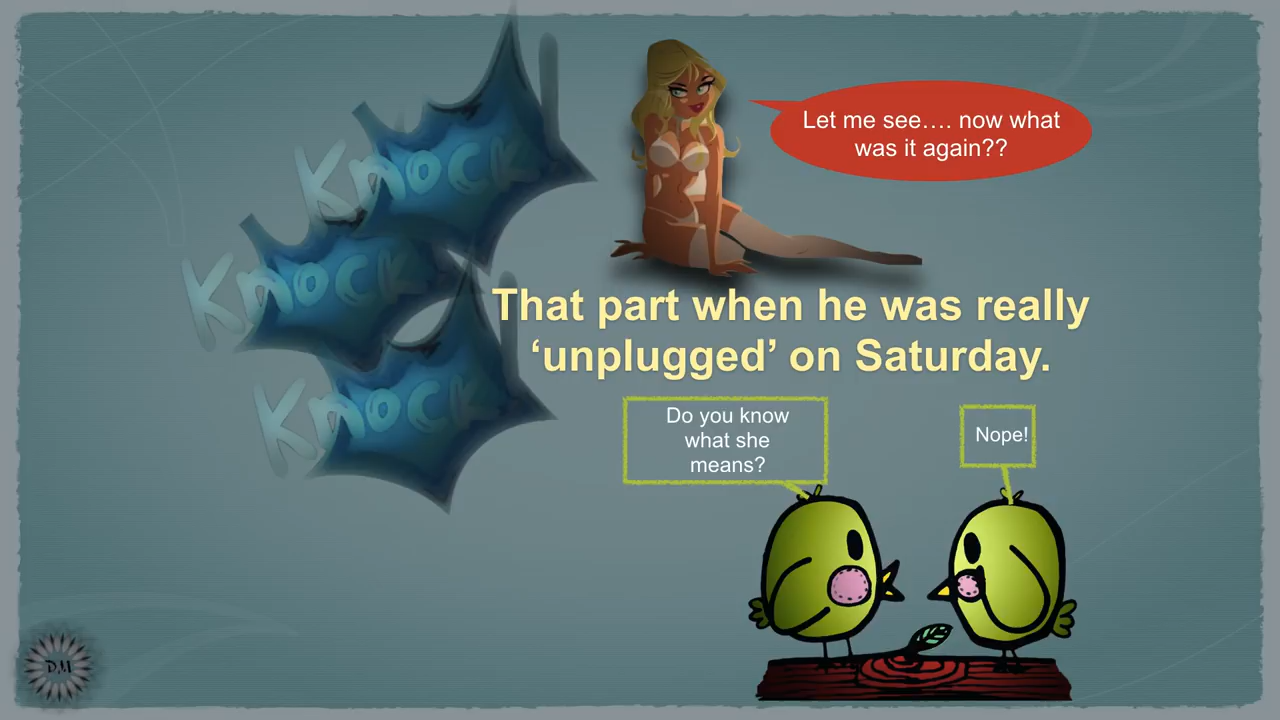 Knock
Let me see…. now what
was it again??
Knock
That part when he was really
‘unplugged’ on Saturday.
Knock
Do you know
what she
means?
Nope!
D.M